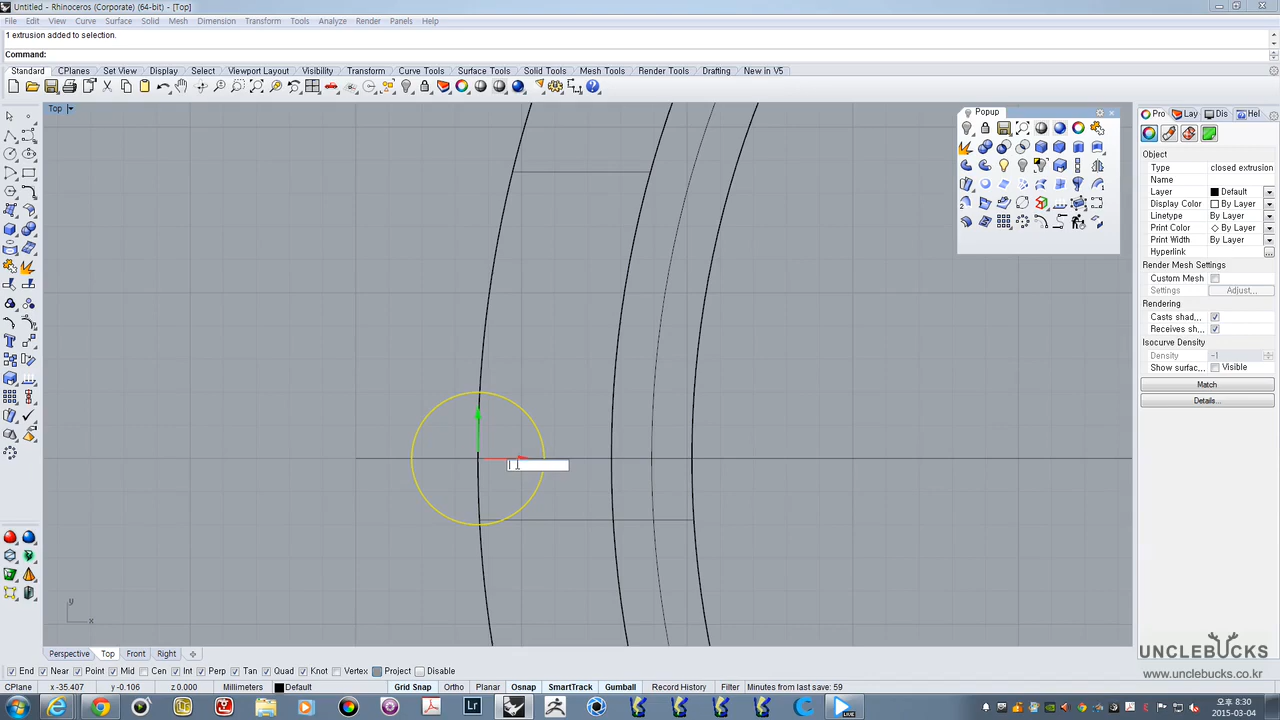 Untitled - Rhinoceros (Corporate) (64-bit) - [Top]
File Edit View Curve Surface Solid Mesh Dimension Transform Tools Analyze Render Panels Help
1 extrusion added to selection.
Command:
Standard CPlanes Set View Display Select Viewport Layout Visibility Transform Curve Tools Surface Tools Solid Tools Mesh Tools Render Tools Drafting New in V5
Top
Popup
Pro Lay Dis Hel
Object
Type closed extrusion
Name
Layer Default
Display Color By Layer
Linetype By Layer
Print Color By Layer
Print Width By Layer
Hyperlink ...
Render Mesh Settings
Custom Mesh
Settings Adjust...
Rendering
Casts shad...
Receives sh...
Isocurve Density
Density -1
Show surfac... Visible
Match
Details...
y
x
Perspective Top Front Right
UNCLEBUCKS
www.unclebucks.co.kr
End Near Point Mid Cen Int Perp Tan Quad Knot Vertex Project Disable
CPlane x -35.407 y -0.106 z 0.000 Millimeters Default Grid Snap Ortho Planar Osnap SmartTrack Gumball Record History Filter Minutes from last save: 59
Lr LIVE
오후 8:30
2015-03-04